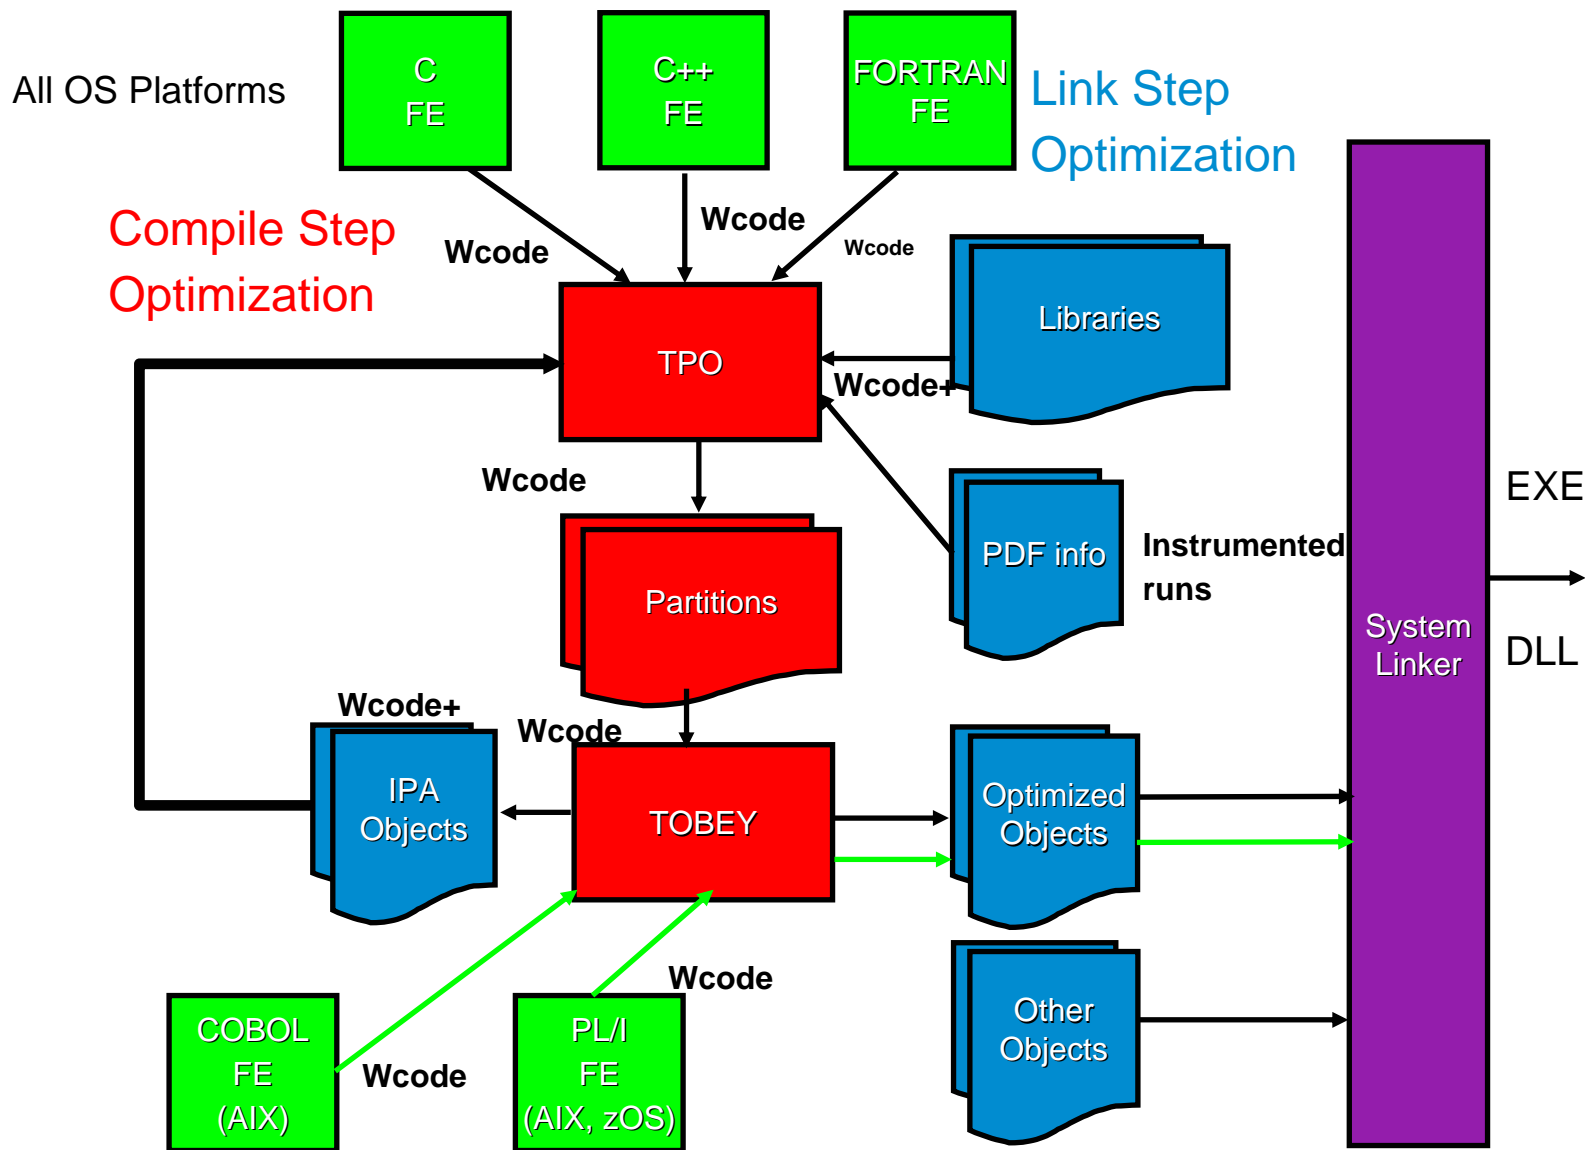 All OS Platforms
C
FE
C++
FE
FORTRAN
FE
Link Step
Optimization
Compile Step
Optimization
Wcode
Wcode
Wcode
TPO
Libraries
Wcode+
Wcode
PDF info
Instrumented
runs
Partitions
System
Linker
EXE
DLL
Wcode+
Wcode
IPA
Objects
TOBEY
Optimized
Objects
Wcode
COBOL
FE
(AIX)
Wcode
PL/I
FE
(AIX, zOS)
Other
Objects